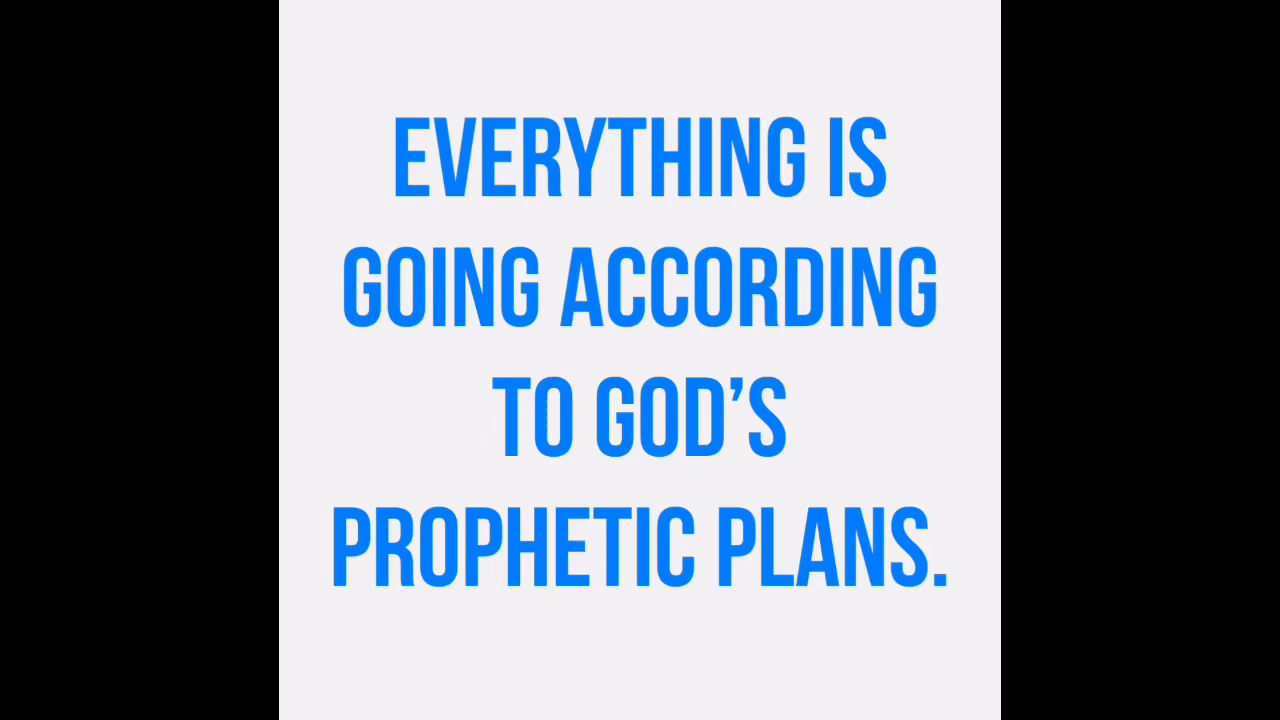 EVERYTHING IS
GOING ACCORDING
TO GOD’S
PROPHETIC PLANS.